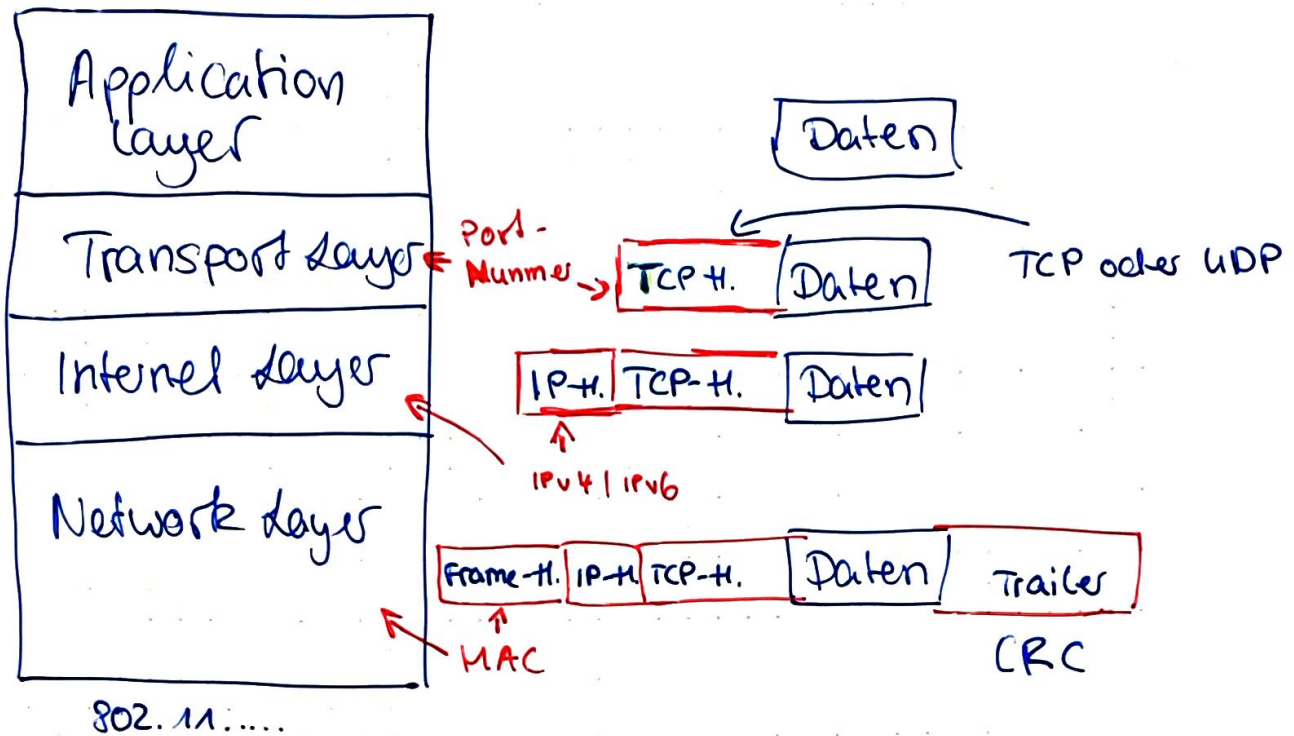 Application
Layer
Daten
Transport Layer
Port-
Nummer
TCP H.
Daten
TCP oder UDP
Internet Layer
IP-H.
TCP-H.
Daten
IPv4 | IPv6
Network Layer
Frame-H.
IP-H
TCP-H.
Daten
Trailer
MAC
CRC
802.11.....